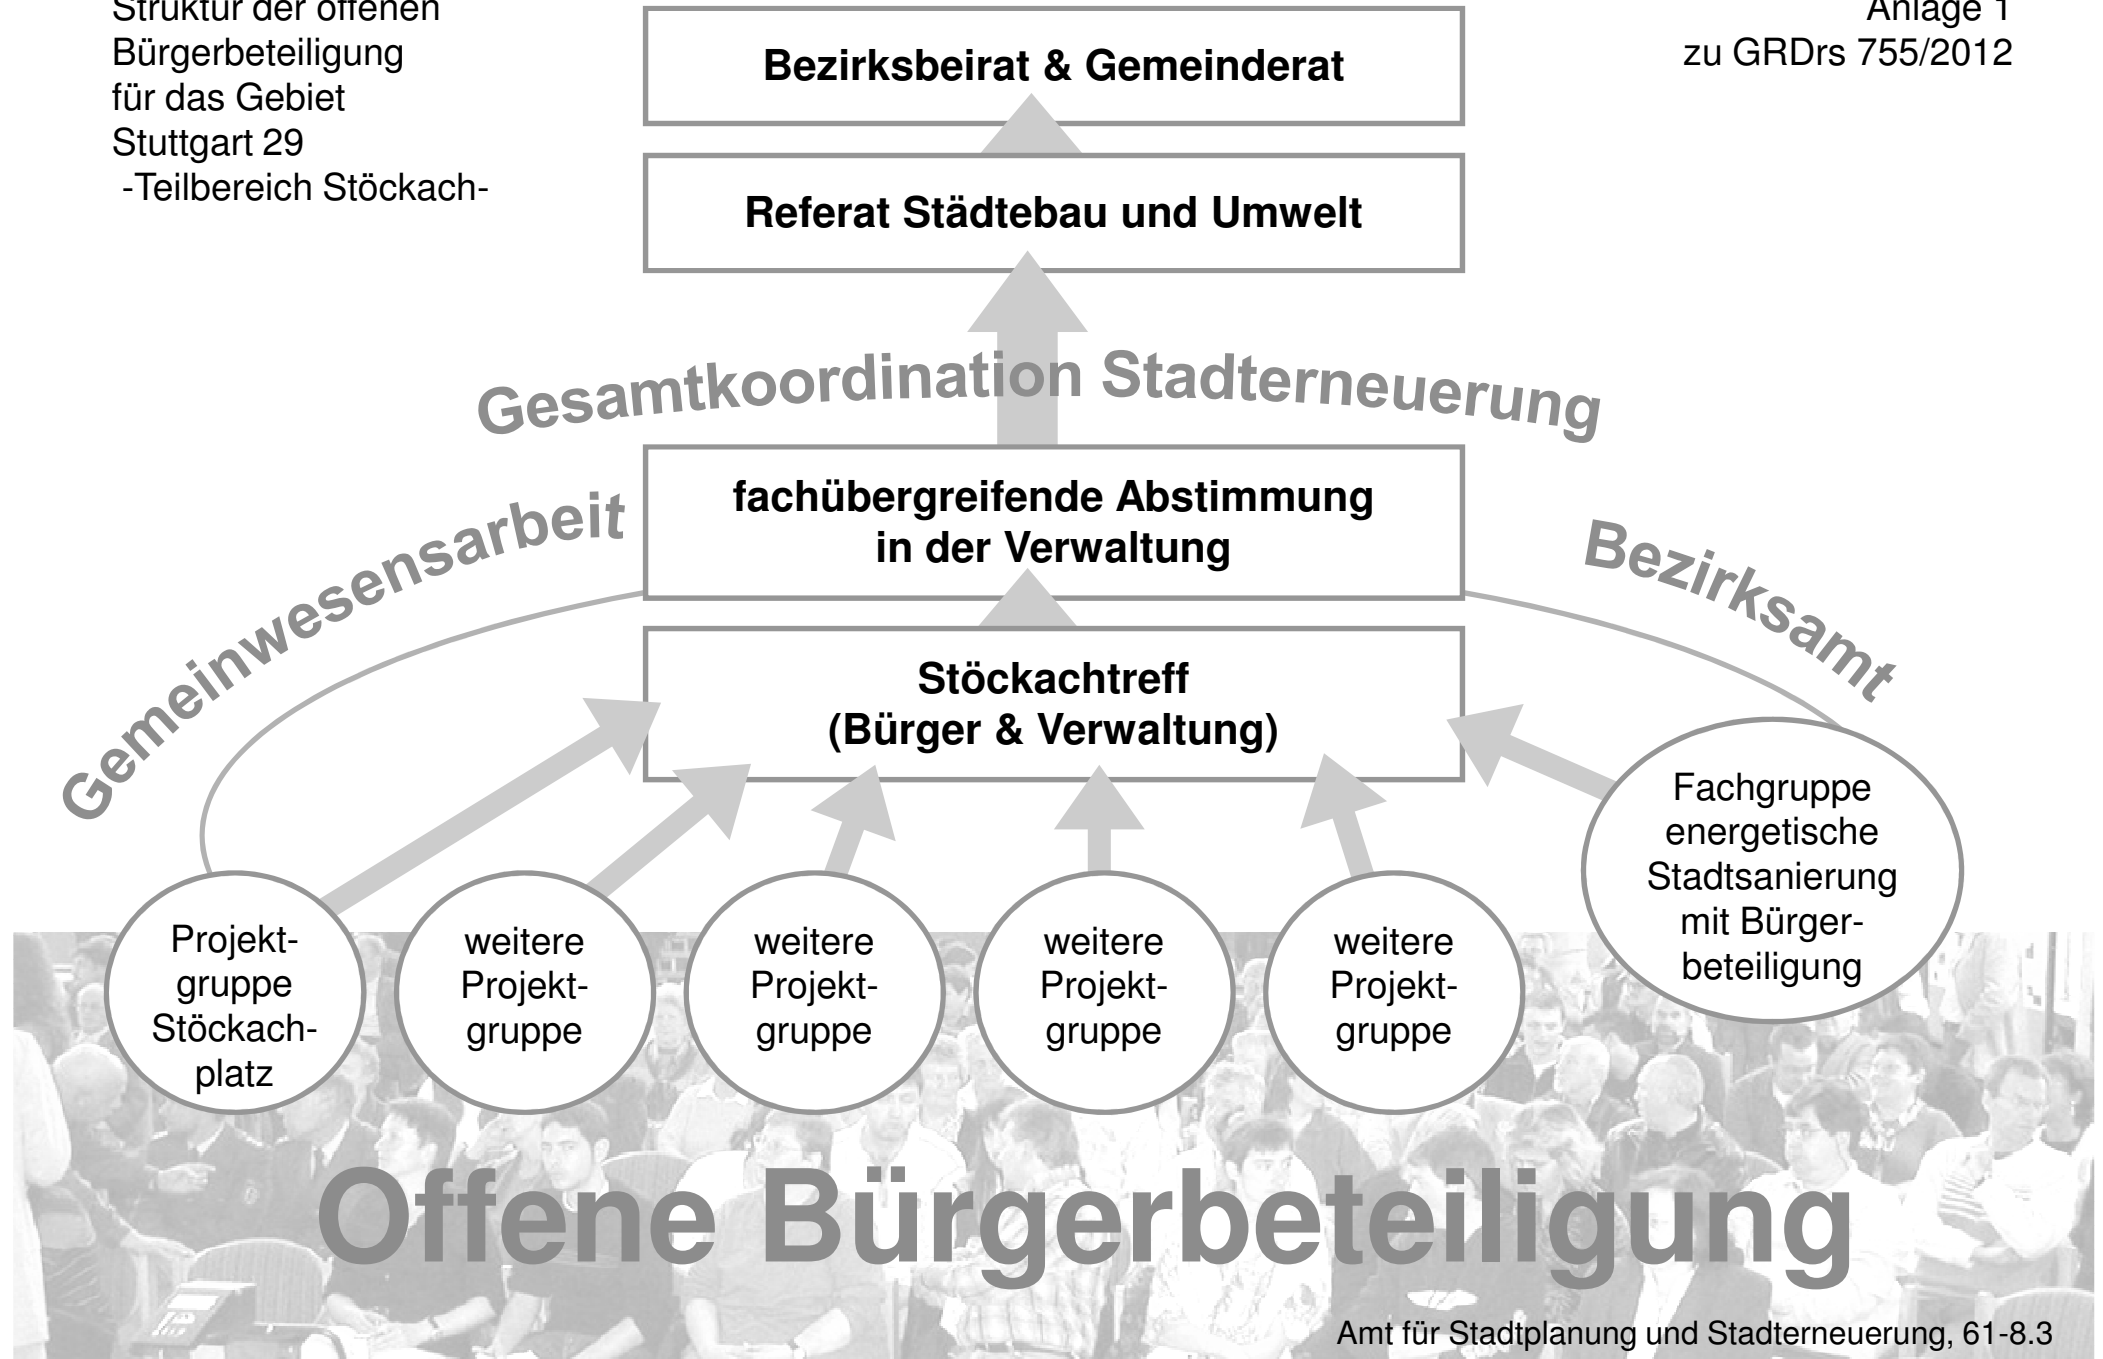 Struktur der offenen
Bürgerbeteiligung
für das Gebiet
Stuttgart 29
-Teilbereich Stöckach-
Anlage 1
zu GRDrs 755/2012
Bezirksbeirat & Gemeinderat
Referat Städtebau und Umwelt
Gesamtkoordination Stadterneuerung
Gemeinwesensarbeit
fachübergreifende Abstimmung
in der Verwaltung
Bezirksamt
Stöckachtreff
(Bürger & Verwaltung)
Fachgruppe
energetische
Stadtsanierung
mit Bürger-
beteiligung
Projekt-
gruppe
Stöckach-
platz
weitere
Projekt-
gruppe
weitere
Projekt-
gruppe
weitere
Projekt-
gruppe
weitere
Projekt-
gruppe
Offene Bürgerbeteiligung
Amt für Stadtplanung und Stadterneuerung, 61-8.3